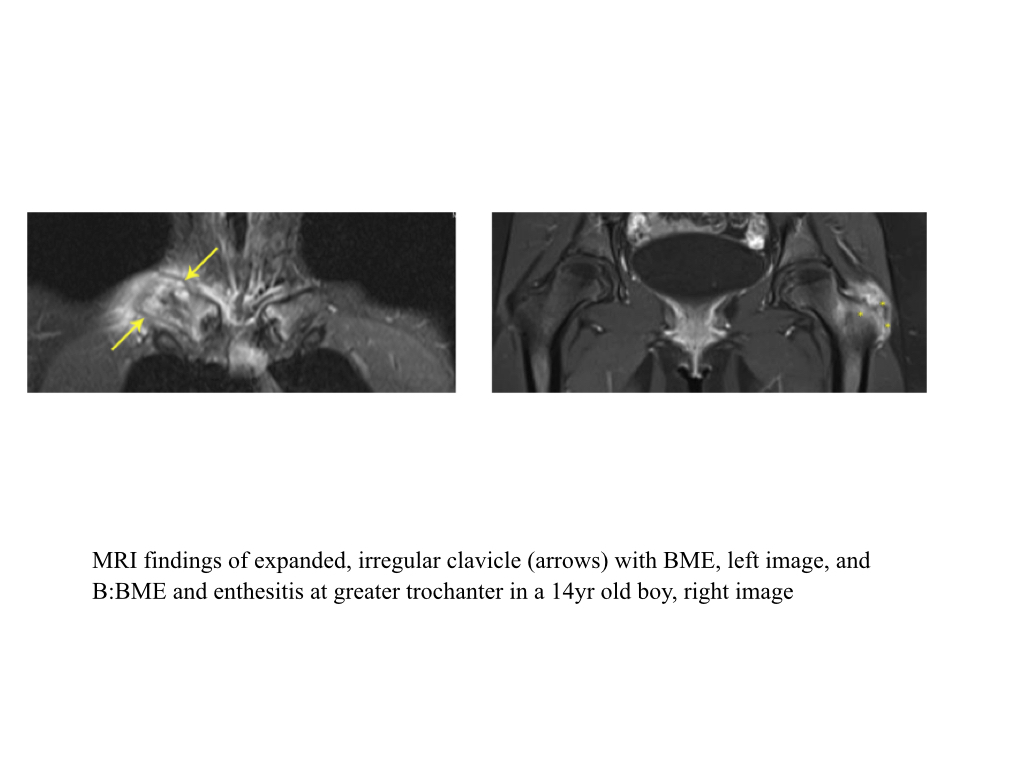 MRI findings of expanded, irregular clavicle (arrows) with BME, left image, and
B:BME and enthesitis at greater trochanter in a 14yr old boy, right image